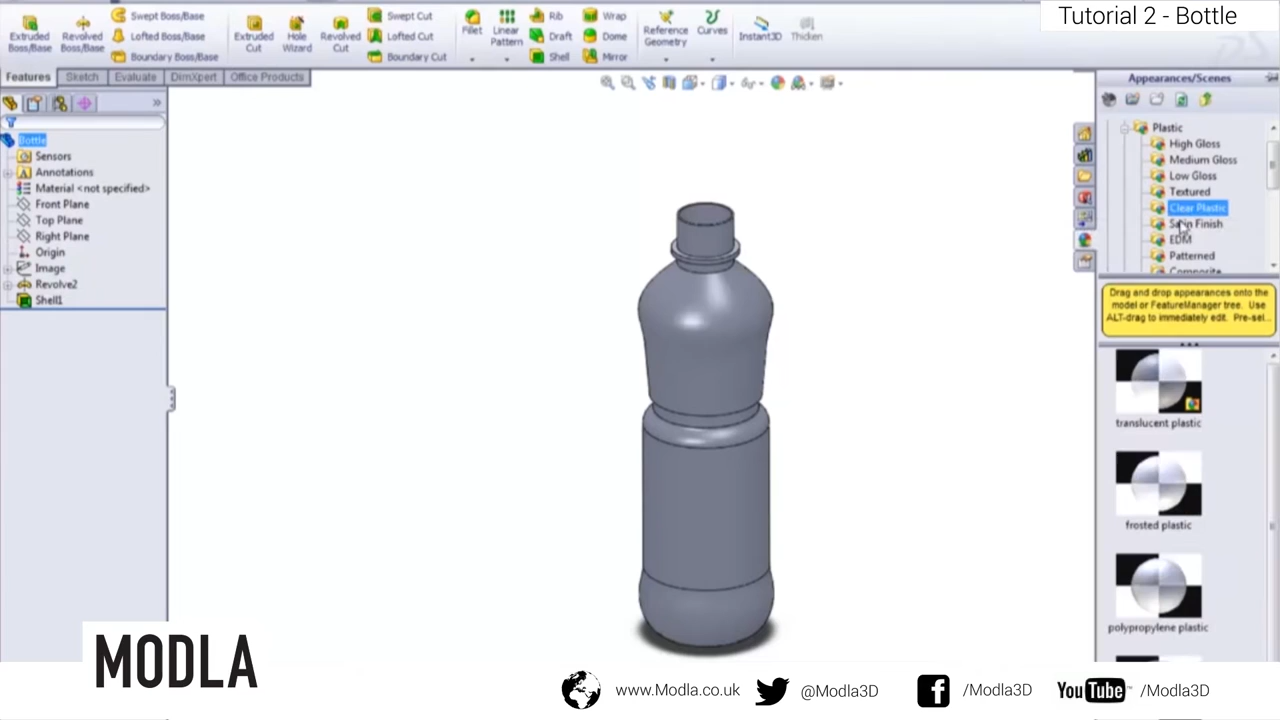 Tutorial 2 - Bottle
Extruded Boss/Base
Revolved Boss/Base
Swept Boss/Base
Lofted Boss/Base
Boundary Boss/Base
Extruded Cut
Hole Wizard
Revolved Cut
Swept Cut
Lofted Cut
Boundary Cut
Fillet
Linear Pattern
Rib
Draft
Shell
Wrap
Dome
Mirror
Reference Geometry
Curves
Instant3D
Thicken
Features Sketch Evaluate DimXpert Office Products
Bottle
Sensors
Annotations
Material <not specified>
Front Plane
Top Plane
Right Plane
Origin
Image
Revolve2
Shell1
Appearances/Scenes
Plastic
High Gloss
Medium Gloss
Low Gloss
Textured
Clear Plastic
Satin Finish
EDM
Patterned
Composite
Drag and drop appearances onto the
model or FeatureManager tree. Use
ALT-drag to immediately edit. Pre-sel...
translucent plastic
frosted plastic
polypropylene plastic
MODLA
www.Modla.co.uk
@Modla3D
/Modla3D
YouTube /Modla3D